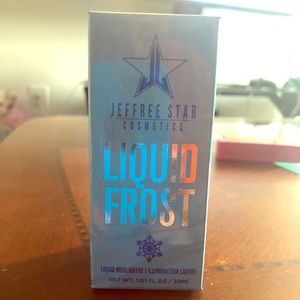 JEFFREE STAR
COSMETICS
LIQUID
FROST
LIQUID HIGHLIGHTER | ILLUMINATEUR LIQUIDE
NET WT. 1.01 FL OZ / 30ml